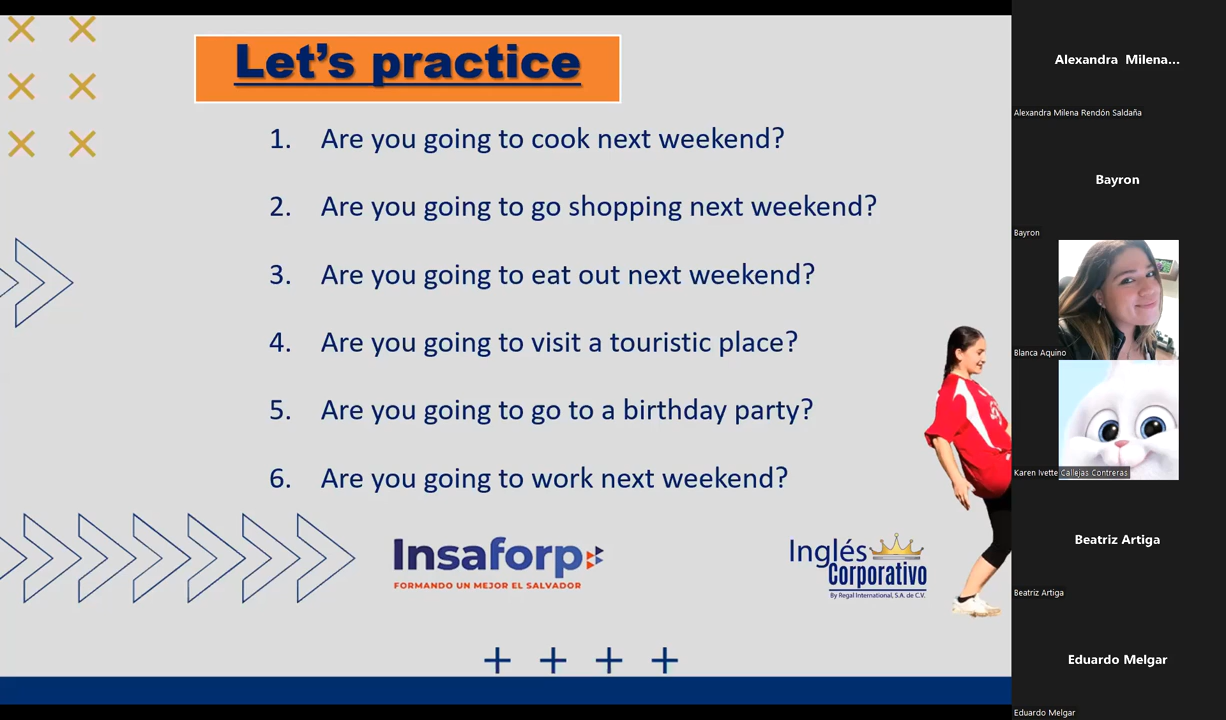 Let's practice
1. Are you going to cook next weekend?
2. Are you going to go shopping next weekend?
3. Are you going to eat out next weekend?
4. Are you going to visit a touristic place?
5. Are you going to go to a birthday party?
6. Are you going to work next weekend?
Insaforp
FORMANDO UN MEJOR EL SALVADOR
Inglés
Corporativo
By Regal International, S.A. de C.V.
Alexandra Milena...
Alexandra Milena Rendón Saldaña
Bayron
Bayron
Blanca Aquino
Karen Ivette Callejas Contreras
Beatriz Artiga
Beatriz Artiga
Eduardo Melgar
Eduardo Melgar